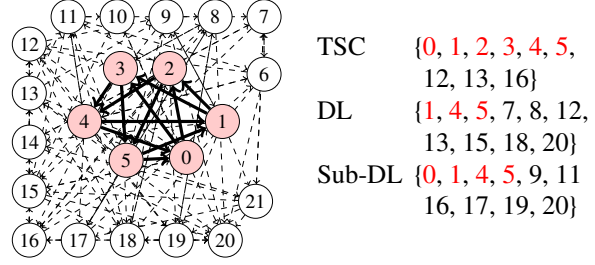 11 10 9 8 7
12 3 2 6
13 4 1
14 5 0
15 21
16 17 18 19 20
TSC {0, 1, 2, 3, 4, 5,
12, 13, 16}
DL {1, 4, 5, 7, 8, 12,
13, 15, 18, 20}
Sub-DL {0, 1, 4, 5, 9, 11
16, 17, 19, 20}